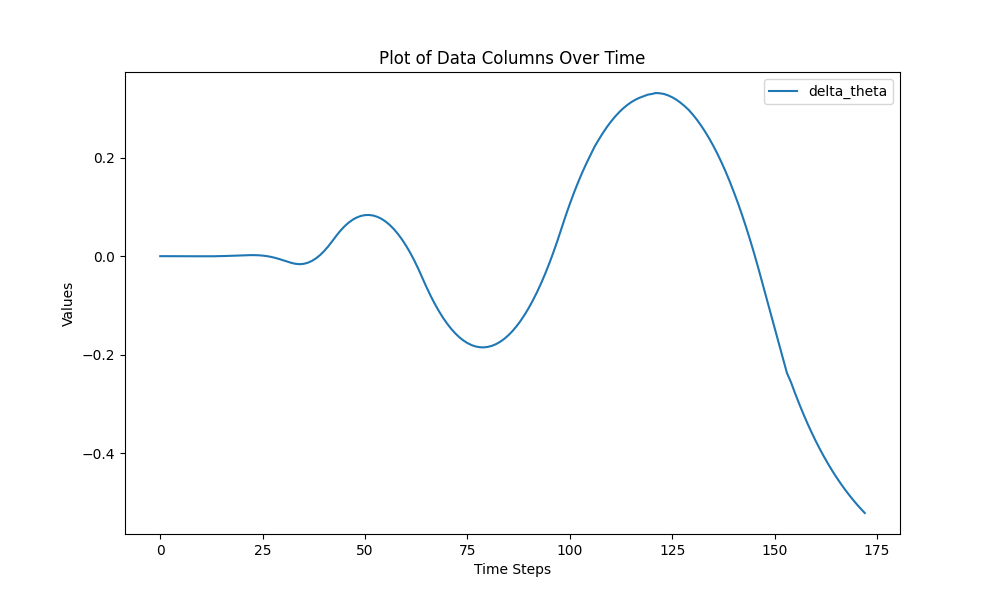 Plot of Data Columns Over Time
delta_theta
0.2
0.0
−0.2
−0.4
Values
0 25 50 75 100 125 150 175
Time Steps